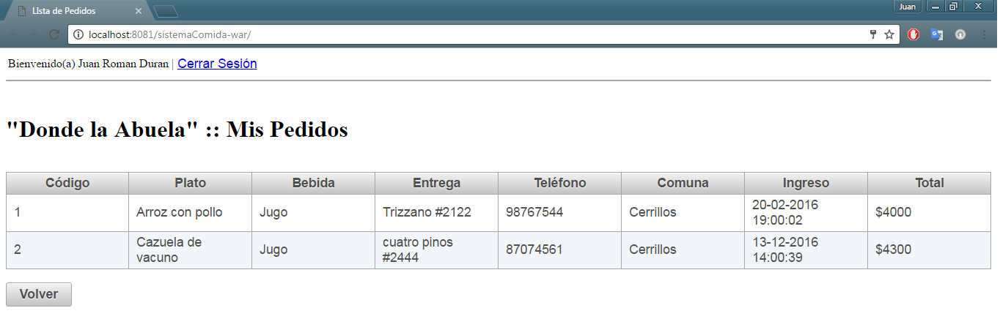 LIsta de Pedidos
Juan
localhost:8081/sistemaComida-war/
Bienvenido(a) Juan Roman Duran | Cerrar Sesión
"Donde la Abuela" :: Mis Pedidos
Código Plato Bebida Entrega Teléfono Comuna Ingreso Total
1 Arroz con pollo Jugo Trizzano #2122 98767544 Cerrillos 20-02-2016 $4000
19:00:02
2 Cazuela de Jugo cuatro pinos 87074561 Cerrillos 13-12-2016 $4300
vacuno #2444 14:00:39
Volver